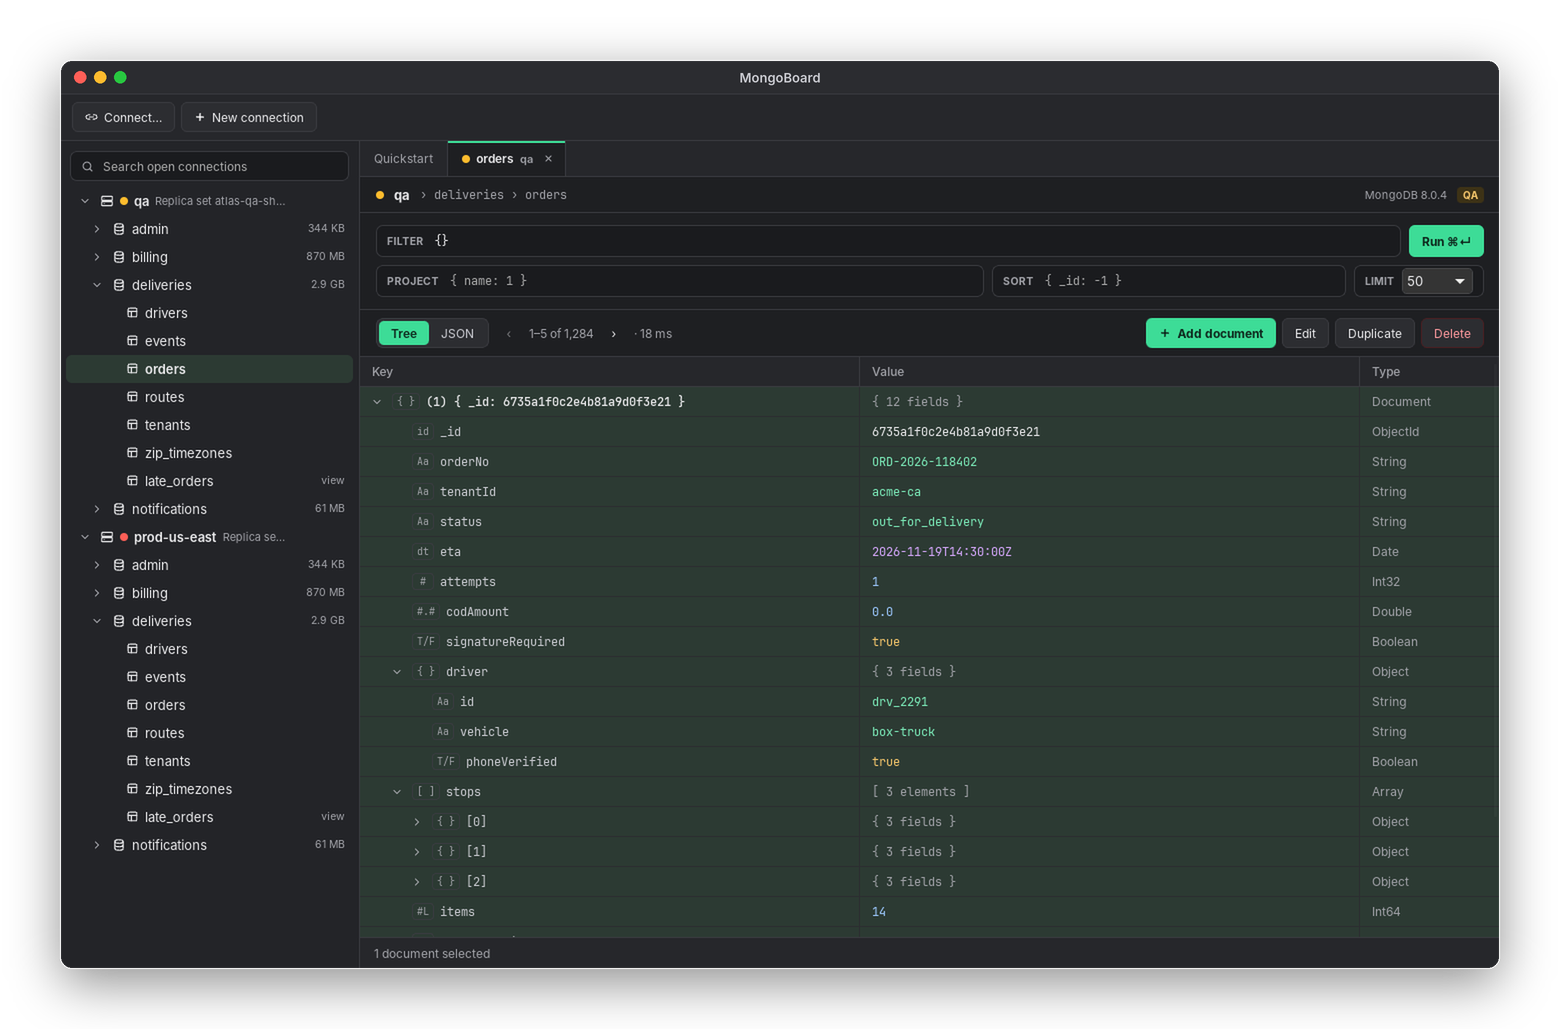 MongoBoard
Connect...
+ New connection
Search open connections
qa Replica set atlas-qa-sh...
admin 344 KB
billing 870 MB
deliveries 2.9 GB
drivers
events
orders
routes
tenants
zip_timezones
late_orders view
notifications 61 MB
prod-us-east Replica se...
admin 344 KB
billing 870 MB
deliveries 2.9 GB
drivers
events
orders
routes
tenants
zip_timezones
late_orders view
notifications 61 MB
Quickstart
orders qa ×
qa › deliveries › orders
MongoDB 8.0.4 QA
FILTER {}
Run ⌘↵
PROJECT { name: 1 }
SORT { _id: -1 }
LIMIT 50
Tree JSON ‹ 1–5 of 1,284 › · 18 ms
+ Add document Edit Duplicate Delete
Key Value Type
{ } (1) { _id: 6735a1f0c2e4b81a9d0f3e21 } { 12 fields } Document
id _id 6735a1f0c2e4b81a9d0f3e21 ObjectId
Aa orderNo ORD-2026-118402 String
Aa tenantId acme-ca String
Aa status out_for_delivery String
dt eta 2026-11-19T14:30:00Z Date
# attempts 1 Int32
#.# codAmount 0.0 Double
T/F signatureRequired true Boolean
{ } driver { 3 fields } Object
Aa id drv_2291 String
Aa vehicle box-truck String
T/F phoneVerified true Boolean
[ ] stops [ 3 elements ] Array
{ } [0] { 3 fields } Object
{ } [1] { 3 fields } Object
{ } [2] { 3 fields } Object
#L items 14 Int64
1 document selected